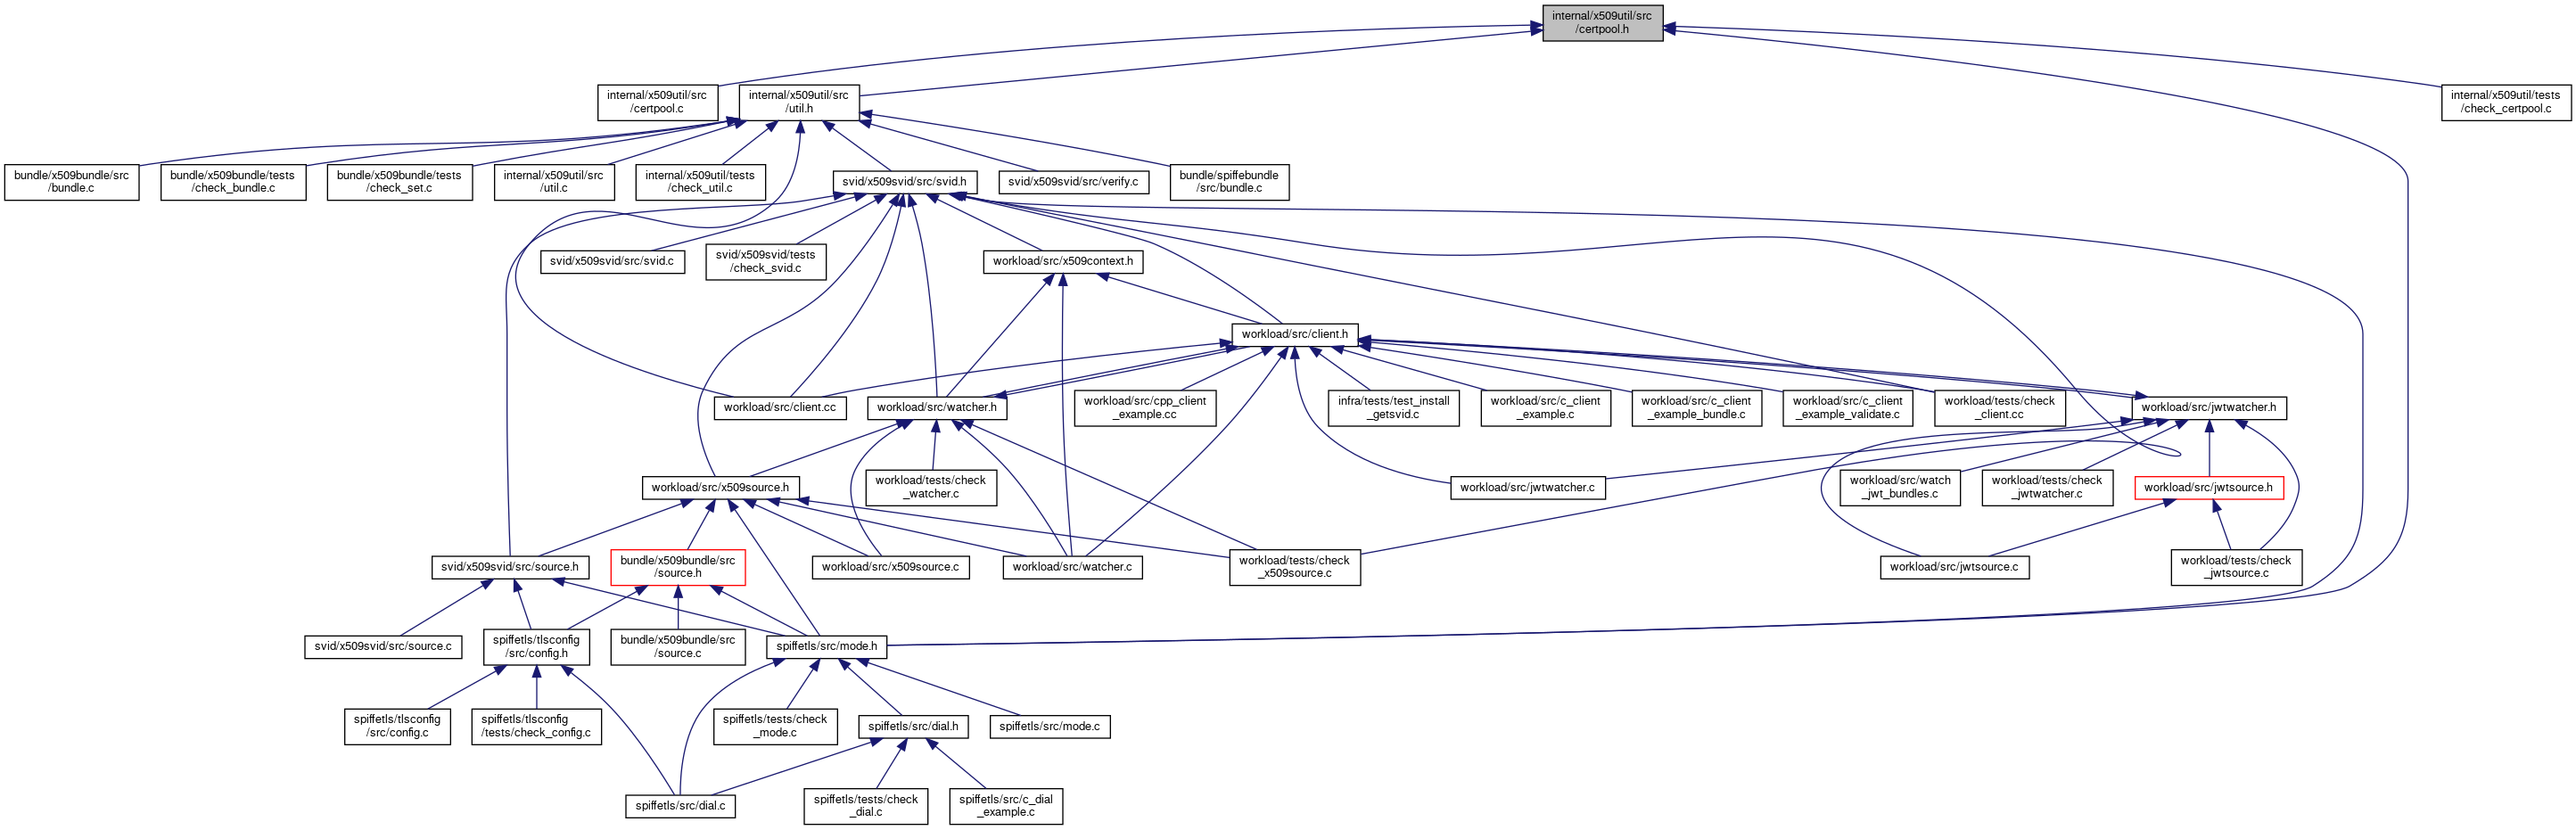 internal/x509util/src
/certpool.h
internal/x509util/src
/certpool.c
internal/x509util/src
/util.h
internal/x509util/tests
/check_certpool.c
bundle/x509bundle/src
/bundle.c
bundle/x509bundle/tests
/check_bundle.c
bundle/x509bundle/tests
/check_set.c
internal/x509util/src
/util.c
internal/x509util/tests
/check_util.c
svid/x509svid/src/svid.h
svid/x509svid/src/verify.c
bundle/spiffebundle
/src/bundle.c
svid/x509svid/src/svid.c
svid/x509svid/tests
/check_svid.c
workload/src/x509context.h
workload/src/client.h
workload/src/client.cc
workload/src/watcher.h
workload/src/cpp_client
_example.cc
infra/tests/test_install
_getsvid.c
workload/src/c_client
_example.c
workload/src/c_client
_example_bundle.c
workload/src/c_client
_example_validate.c
workload/tests/check
_client.cc
workload/src/jwtwatcher.h
workload/src/x509source.h
workload/tests/check
_watcher.c
workload/src/jwtwatcher.c
workload/src/watch
_jwt_bundles.c
workload/tests/check
_jwtwatcher.c
workload/src/jwtsource.h
svid/x509svid/src/source.h
bundle/x509bundle/src
/source.h
workload/src/x509source.c
workload/src/watcher.c
workload/tests/check
_x509source.c
workload/src/jwtsource.c
workload/tests/check
_jwtsource.c
svid/x509svid/src/source.c
spiffetls/tlsconfig
/src/config.h
bundle/x509bundle/src
/source.c
spiffetls/src/mode.h
spiffetls/tlsconfig
/src/config.c
spiffetls/tlsconfig
/tests/check_config.c
spiffetls/tests/check
_mode.c
spiffetls/src/dial.h
spiffetls/src/mode.c
spiffetls/src/dial.c
spiffetls/tests/check
_dial.c
spiffetls/src/c_dial
_example.c